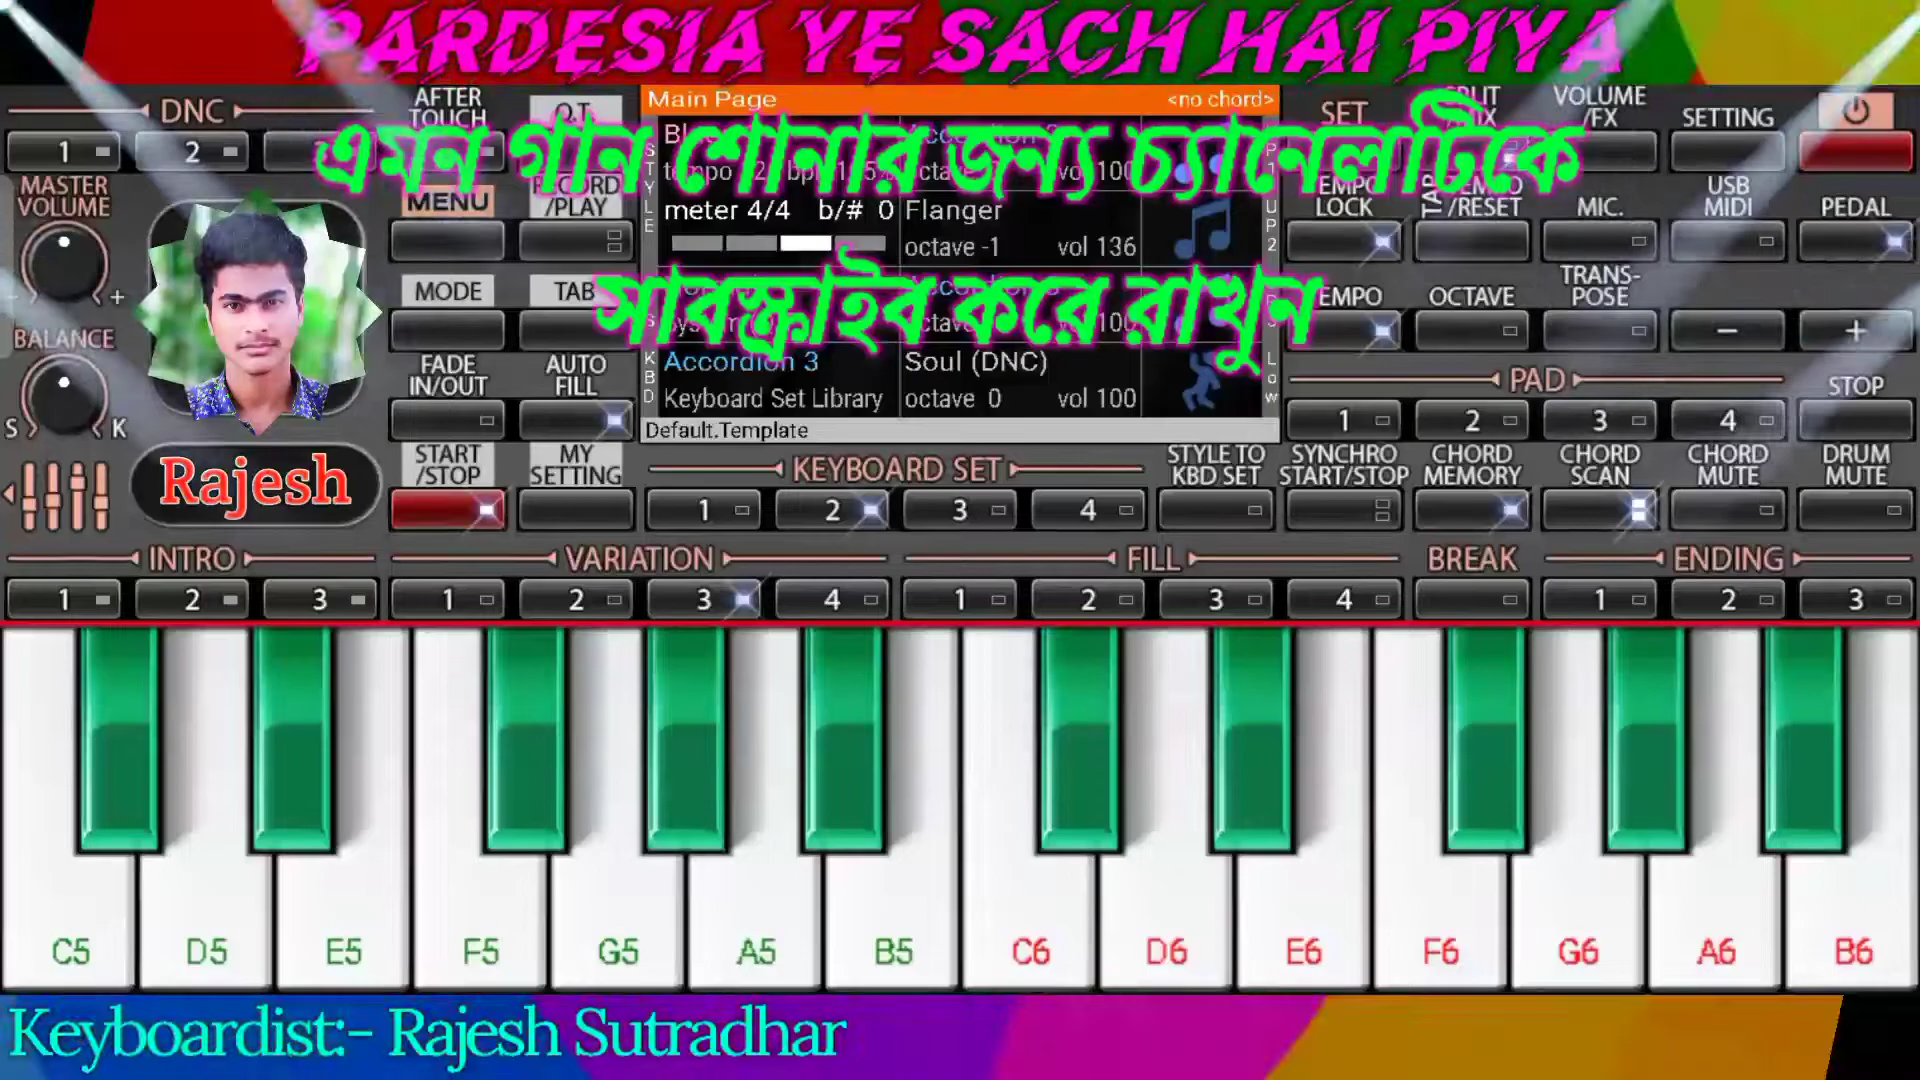 PARDESIA YE SACH HAI PIYA
এমন গান শোনার জন্য চ্যানেলটিকে
সাবস্ক্রাইব করে রাখুন
DNC
1
2
AFTER
TOUCH
Main Page
<no chord>
SET
VOLUME
/FX
SETTING
MASTER
VOLUME
MENU
RECORD
/PLAY
tempo
vol 100
meter 4/4 b/# 0
Flanger
octave -1 vol 136
STYLE
LOCK
/RESET
MIC.
USB
MIDI
PEDAL
MODE
TAB
OCTAVE
TRANS-
POSE
-
+
BALANCE
S
K
FADE
IN/OUT
AUTO
FILL
Accordion 3
Soul (DNC)
Keyboard Set Library
octave 0 vol 100
KBD
Default.Template
PAD
1
2
3
4
STOP
Rajesh
START
/STOP
MY
SETTING
KEYBOARD SET
1
2
3
4
STYLE TO
KBD SET
SYNCHRO
START/STOP
CHORD
MEMORY
CHORD
SCAN
CHORD
MUTE
DRUM
MUTE
INTRO
1
2
3
VARIATION
1
2
3
4
FILL
1
2
3
4
BREAK
ENDING
1
2
3
C5 D5 E5 F5 G5 A5 B5 C6 D6 E6 F6 G6 A6 B6
Keyboardist:- Rajesh Sutradhar